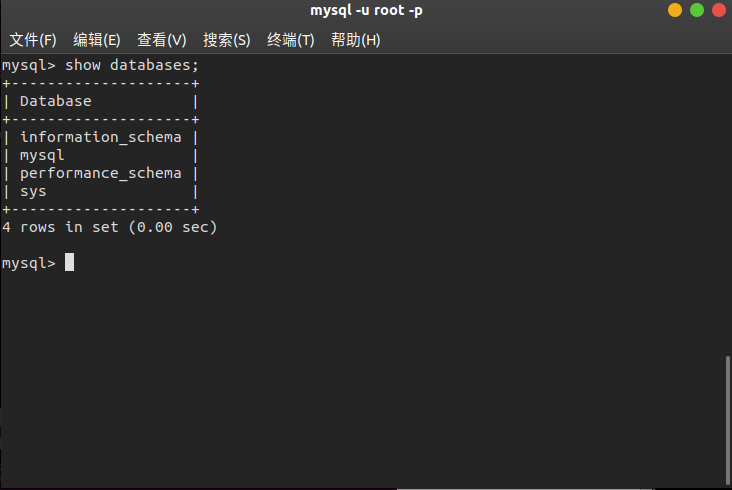 mysql -u root -p
文件(F) 编辑(E) 查看(V) 搜索(S) 终端(T) 帮助(H)
mysql> show databases;
+--------------------+
| Database           |
+--------------------+
| information_schema |
| mysql              |
| performance_schema |
| sys                |
+--------------------+
4 rows in set (0.00 sec)
mysql>